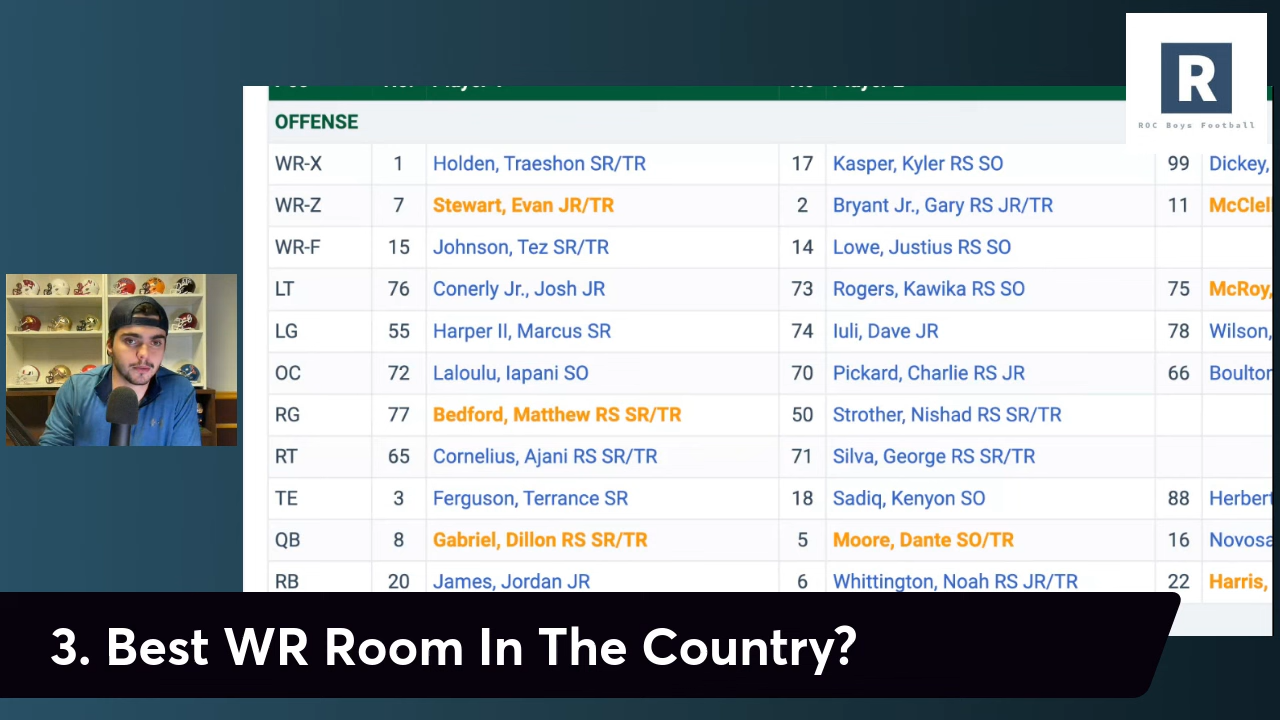 R
ROC Boys Football
OFFENSE
WR-X 1 Holden, Traeshon SR/TR 17 Kasper, Kyler RS SO 99 Dickey,
WR-Z 7 Stewart, Evan JR/TR 2 Bryant Jr., Gary RS JR/TR 11 McClel
WR-F 15 Johnson, Tez SR/TR 14 Lowe, Justius RS SO
LT 76 Conerly Jr., Josh JR 73 Rogers, Kawika RS SO 75 McRoy,
LG 55 Harper II, Marcus SR 74 Iuli, Dave JR 78 Wilson,
OC 72 Laloulu, Iapani SO 70 Pickard, Charlie RS JR 66 Boulton
RG 77 Bedford, Matthew RS SR/TR 50 Strother, Nishad RS SR/TR
RT 65 Cornelius, Ajani RS SR/TR 71 Silva, George RS SR/TR
TE 3 Ferguson, Terrance SR 18 Sadiq, Kenyon SO 88 Herbert
QB 8 Gabriel, Dillon RS SR/TR 5 Moore, Dante SO/TR 16 Novosa
RB 20 James, Jordan JR 6 Whittington, Noah RS JR/TR 22 Harris,
3. Best WR Room In The Country?